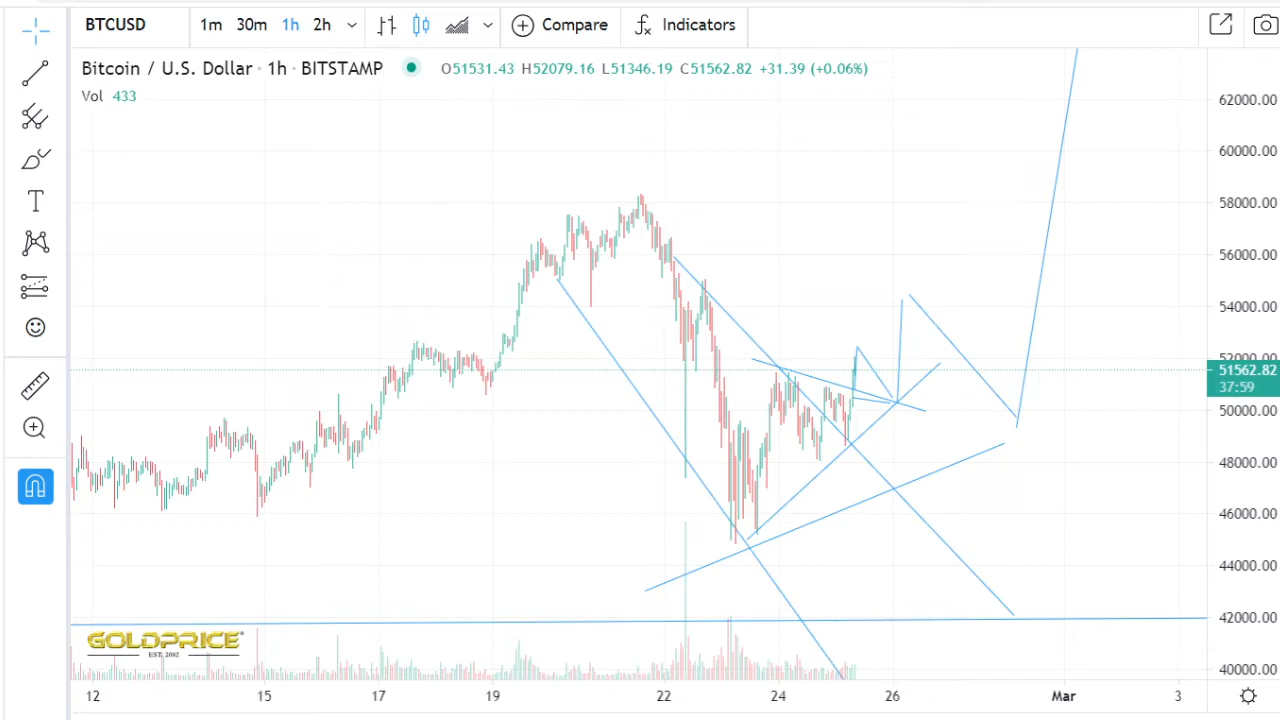 BTCUSD 1m 30m 1h 2h Compare fx Indicators
Bitcoin / U.S. Dollar · 1h · BITSTAMP O51531.43 H52079.16 L51346.19 C51562.82 +31.39 (+0.06%)
Vol 433
62000.00
60000.00
58000.00
56000.00
54000.00
52000.00
51562.82
37:59
50000.00
48000.00
46000.00
44000.00
42000.00
40000.00
T
GOLDPRICE®
EST. 2002
12 15 17 19 22 24 26 Mar 3